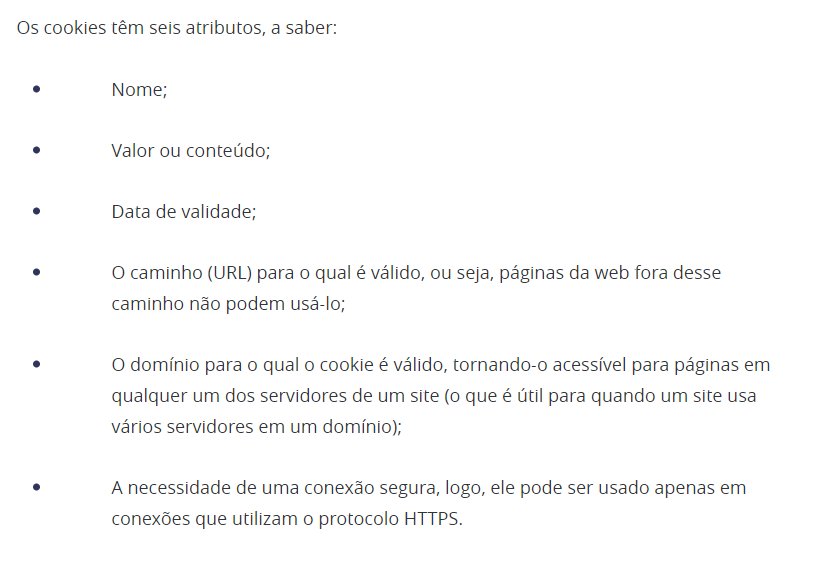 Os cookies têm seis atributos, a saber:
• Nome;
• Valor ou conteúdo;
• Data de validade;
• O caminho (URL) para o qual é válido, ou seja, páginas da web fora desse
caminho não podem usá-lo;
• O domínio para o qual o cookie é válido, tornando-o acessível para páginas em
qualquer um dos servidores de um site (o que é útil para quando um site usa
vários servidores em um domínio);
• A necessidade de uma conexão segura, logo, ele pode ser usado apenas em
conexões que utilizam o protocolo HTTPS.